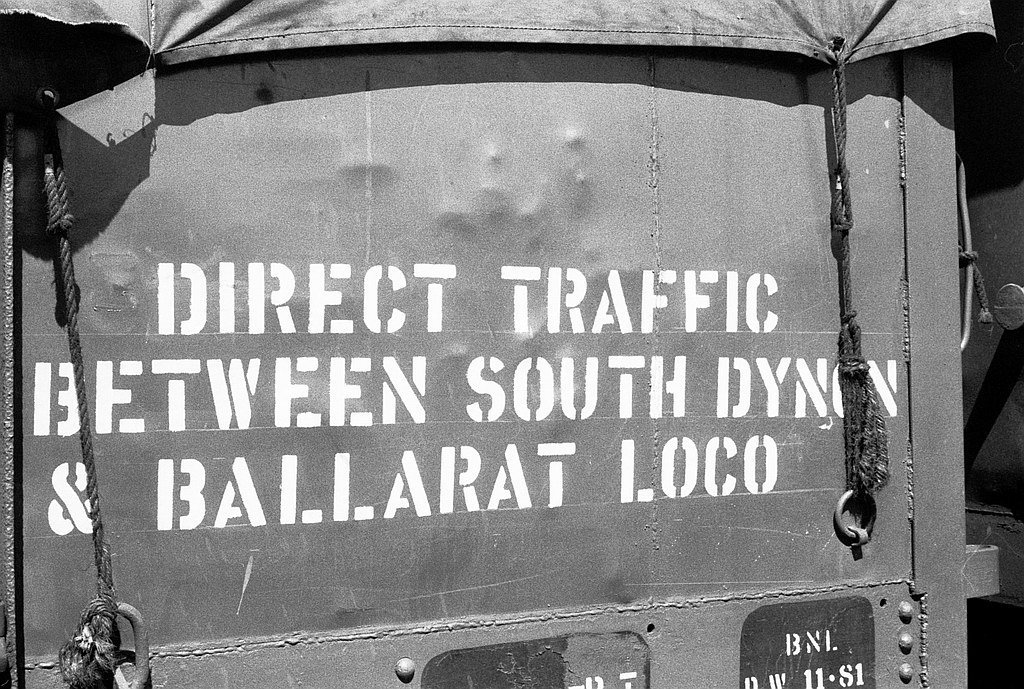 DIRECT TRAFFIC
BETWEEN SOUTH DYNON
& BALLARAT LOCO
BNL
R.W 11·81